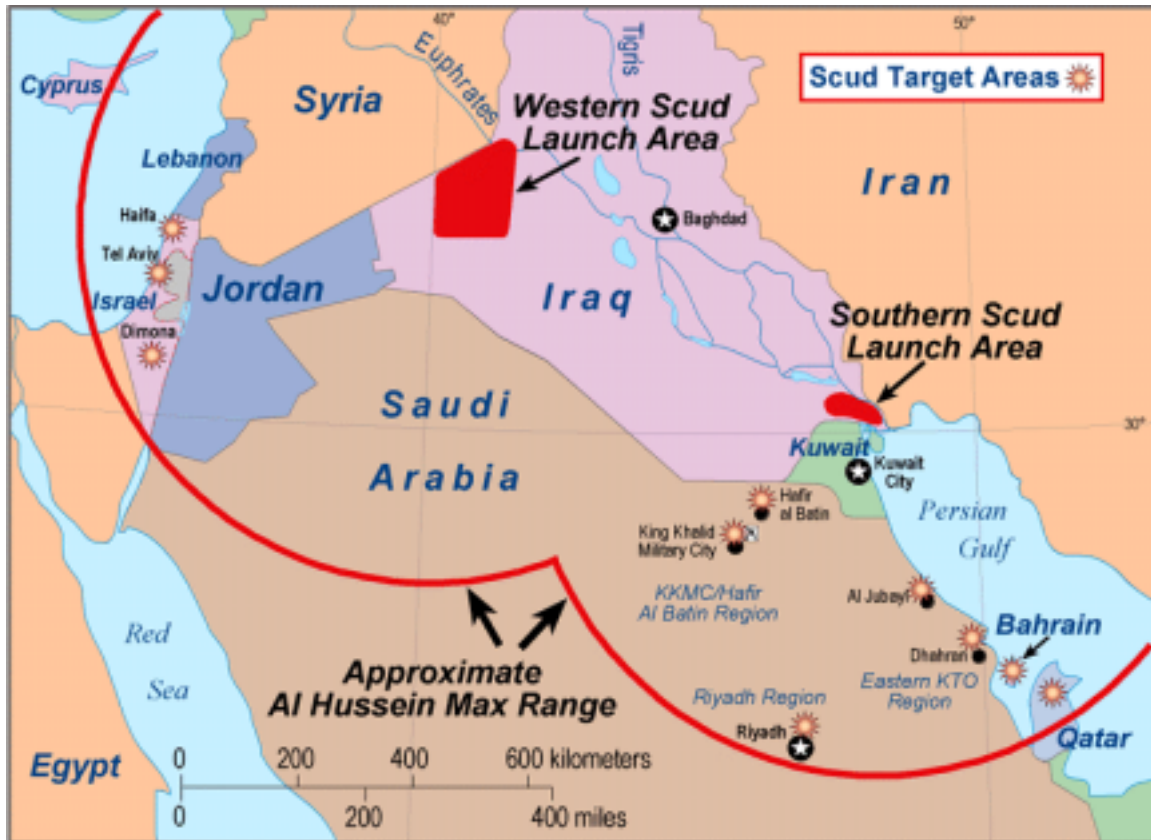 40°
50°
Cyprus
Syria
Euphrates
Tigris
Scud Target Areas
Western Scud
Launch Area
Lebanon
Iran
Haifa
Baghdad
Tel Aviv
Israel
Jordan
Iraq
Dimona
Southern Scud
Launch Area
Saudi
Arabia
30°
Kuwait
Kuwait
City
Hafir
al Batin
Persian
Gulf
King Khalid
Military City
KKMC/Hafir
Al Batin Region
Al Jubayl
Red
Sea
Bahrain
Dhahran
Approximate
Al Hussein Max Range
Eastern KTO
Region
Riyadh Region
Riyadh
Qatar
Egypt
0 200 400 600 kilometers
0 200 400 miles